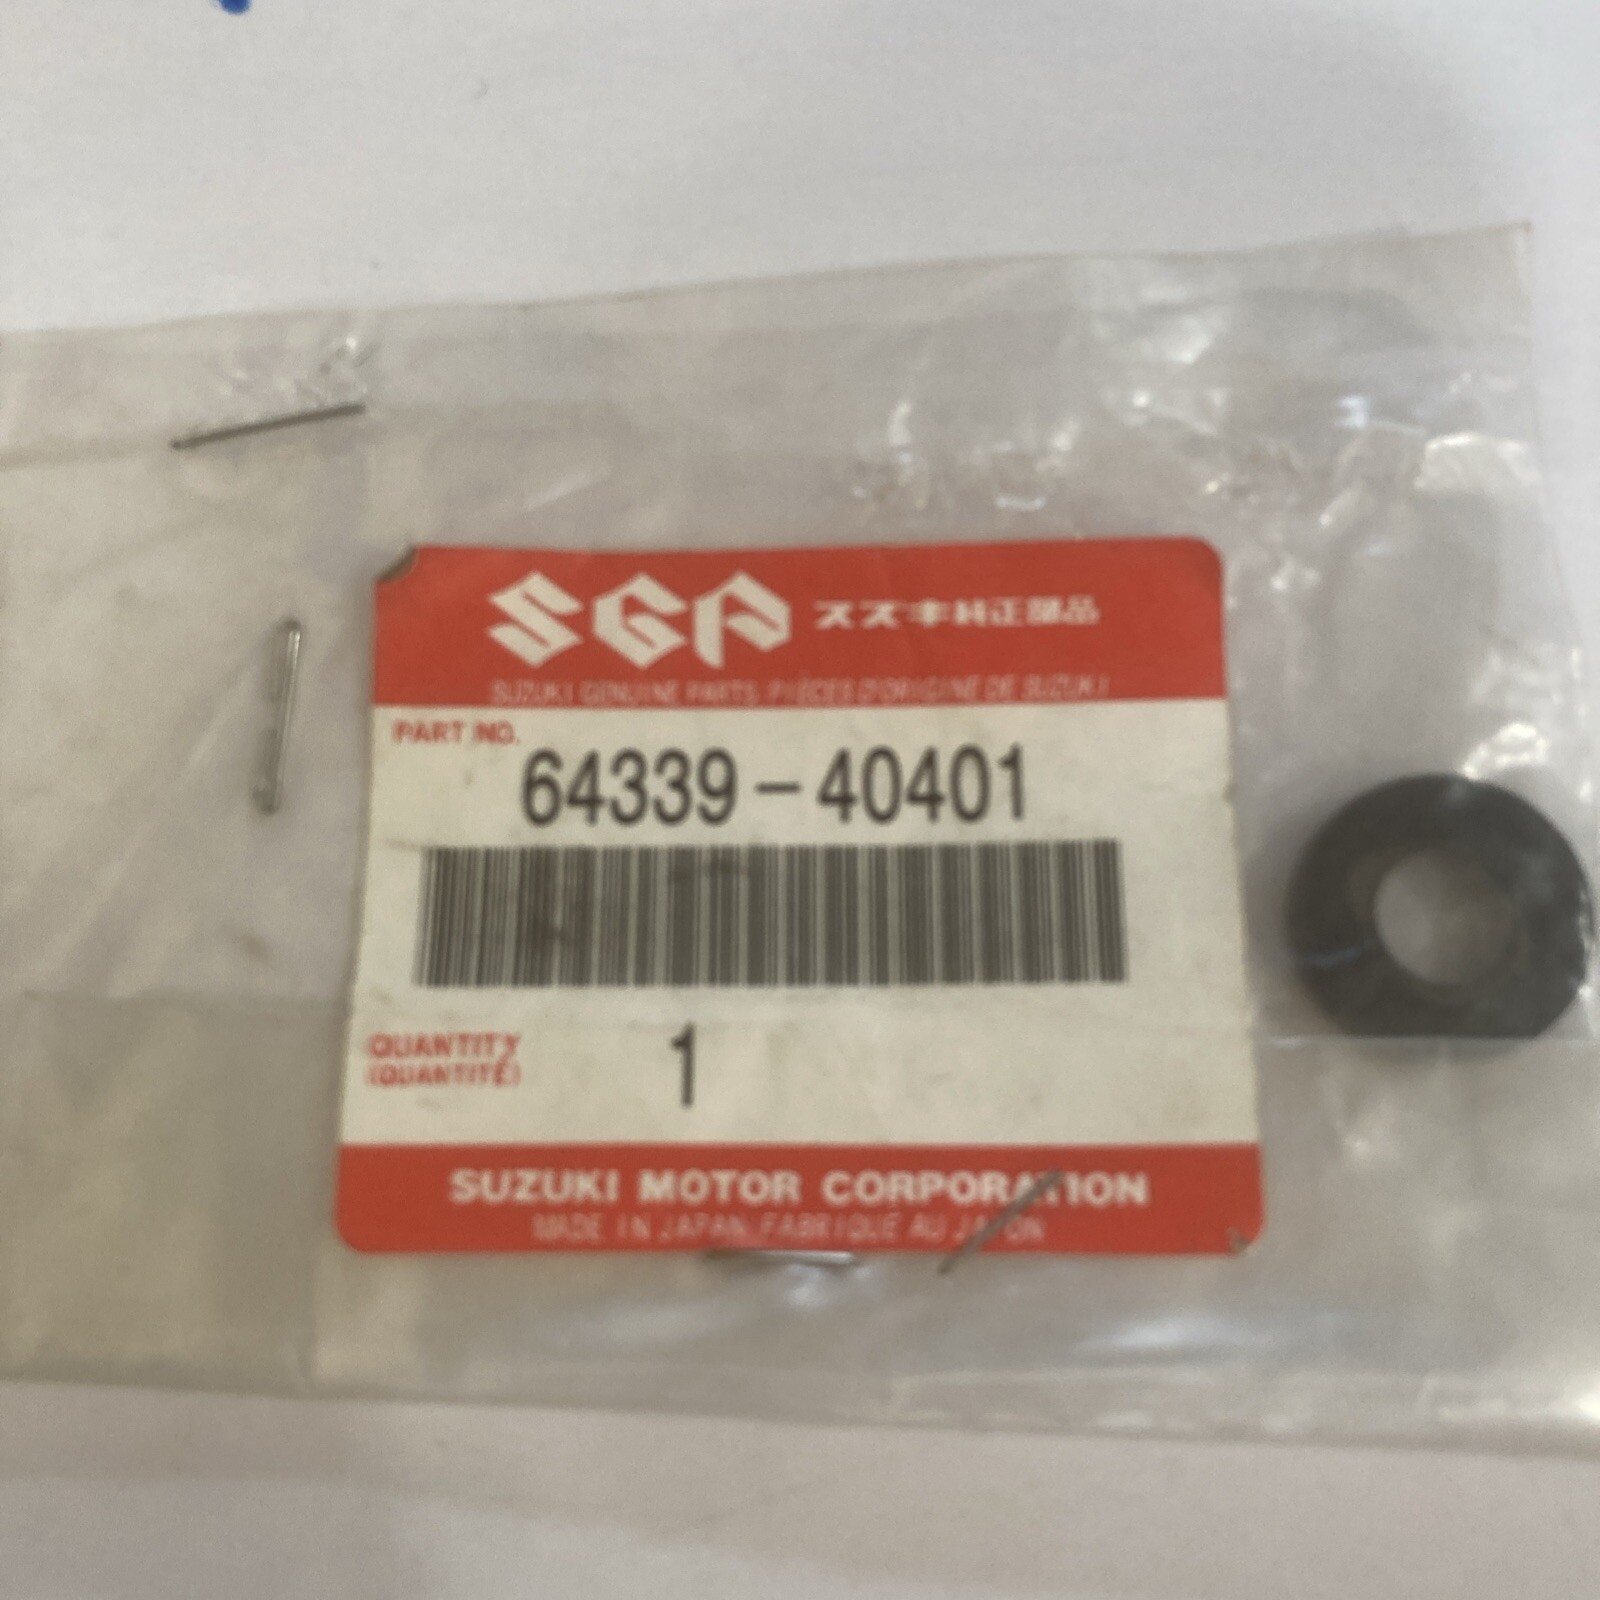 SGP スズキ純正部品
SUZUKI GENUINE PARTS/PIÈCES D'ORIGINE DE SUZUKI
PART NO.
64339-40401
QUANTITY 1
(QUANTITÉ)
SUZUKI MOTOR CORPORATION
MADE IN JAPAN/FABRIQUÉ AU JAPON